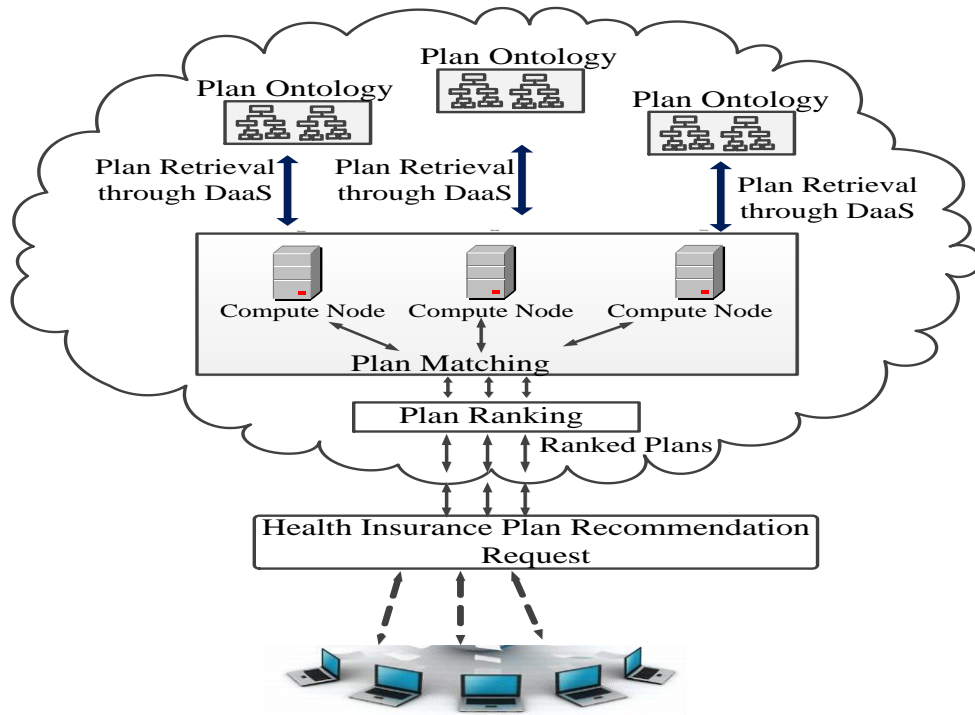 Plan Ontology
Plan Ontology
Plan Ontology
Plan Retrieval
through DaaS
Plan Retrieval
through DaaS
Plan Retrieval
through DaaS
Compute Node
Compute Node
Compute Node
Plan Matching
Plan Ranking
Ranked Plans
Health Insurance Plan Recommendation
Request